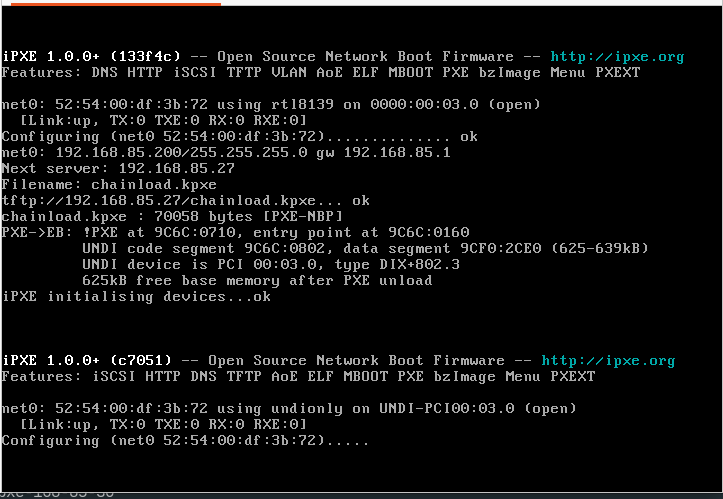 iPXE 1.0.0+ (133f4c) -- Open Source Network Boot Firmware -- http://ipxe.org
Features: DNS HTTP iSCSI TFTP VLAN AoE ELF MBOOT PXE bzImage Menu PXEXT
net0: 52:54:00:df:3b:72 using rtl8139 on 0000:00:03.0 (open)
[Link:up, TX:0 TXE:0 RX:0 RXE:0]
Configuring (net0 52:54:00:df:3b:72).............. ok
net0: 192.168.85.200/255.255.255.0 gw 192.168.85.1
Next server: 192.168.85.27
Filename: chainload.kpxe
tftp://192.168.85.27/chainload.kpxe... ok
chainload.kpxe : 70058 bytes [PXE-NBP]
PXE->EB: !PXE at 9C6C:0710, entry point at 9C6C:0160
UNDI code segment 9C6C:0802, data segment 9CF0:2CE0 (625-639kB)
UNDI device is PCI 00:03.0, type DIX+802.3
625kB free base memory after PXE unload
iPXE initialising devices...ok
iPXE 1.0.0+ (c7051) -- Open Source Network Boot Firmware -- http://ipxe.org
Features: iSCSI HTTP DNS TFTP AoE ELF MBOOT PXE bzImage Menu PXEXT
net0: 52:54:00:df:3b:72 using undionly on UNDI-PCI00:03.0 (open)
[Link:up, TX:0 TXE:0 RX:0 RXE:0]
Configuring (net0 52:54:00:df:3b:72).....